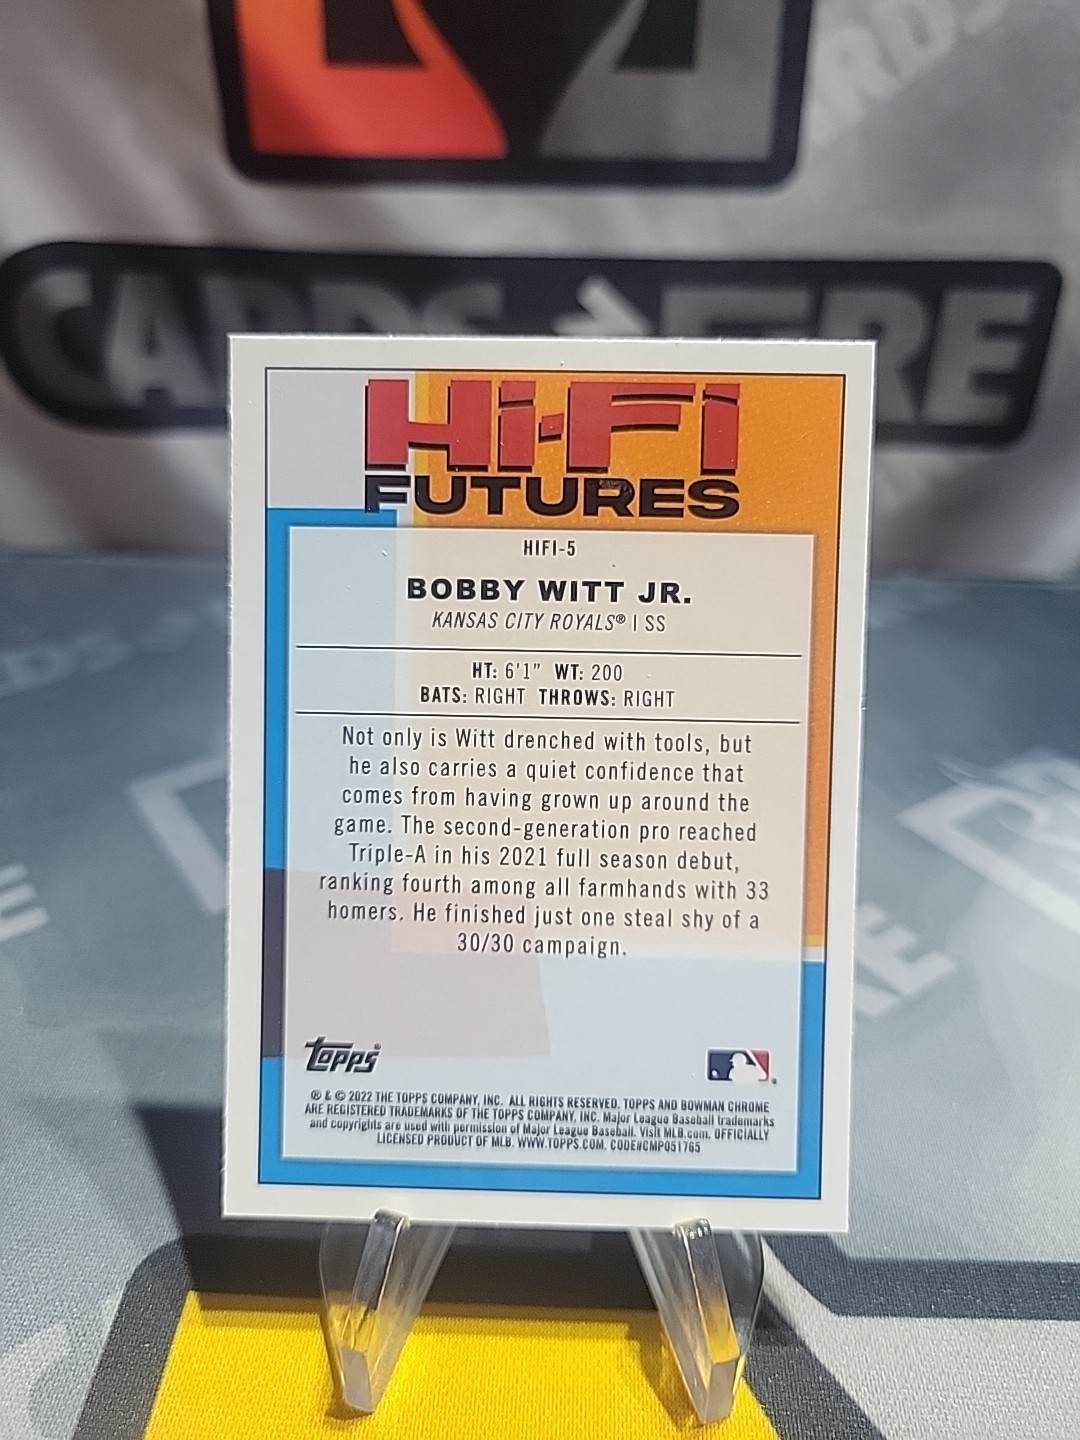 CARDS
HI-FI
FUTURES
HIFI-5
BOBBY WITT JR.
KANSAS CITY ROYALS® | SS
HT: 6'1" WT: 200
BATS: RIGHT THROWS: RIGHT
Not only is Witt drenched with tools, but
he also carries a quiet confidence that
comes from having grown up around the
game. The second-generation pro reached
Triple-A in his 2021 full season debut,
ranking fourth among all farmhands with 33
homers. He finished just one steal shy of a
30/30 campaign.
Topps
® & © 2022 THE TOPPS COMPANY, INC. ALL RIGHTS RESERVED. TOPPS AND BOWMAN CHROME
ARE REGISTERED TRADEMARKS OF THE TOPPS COMPANY, INC. Major League Baseball trademarks
and copyrights are used with permission of Major League Baseball. Visit MLB.com. OFFICIALLY
LICENSED PRODUCT OF MLB. WWW.TOPPS.COM. CODE#CMP051765